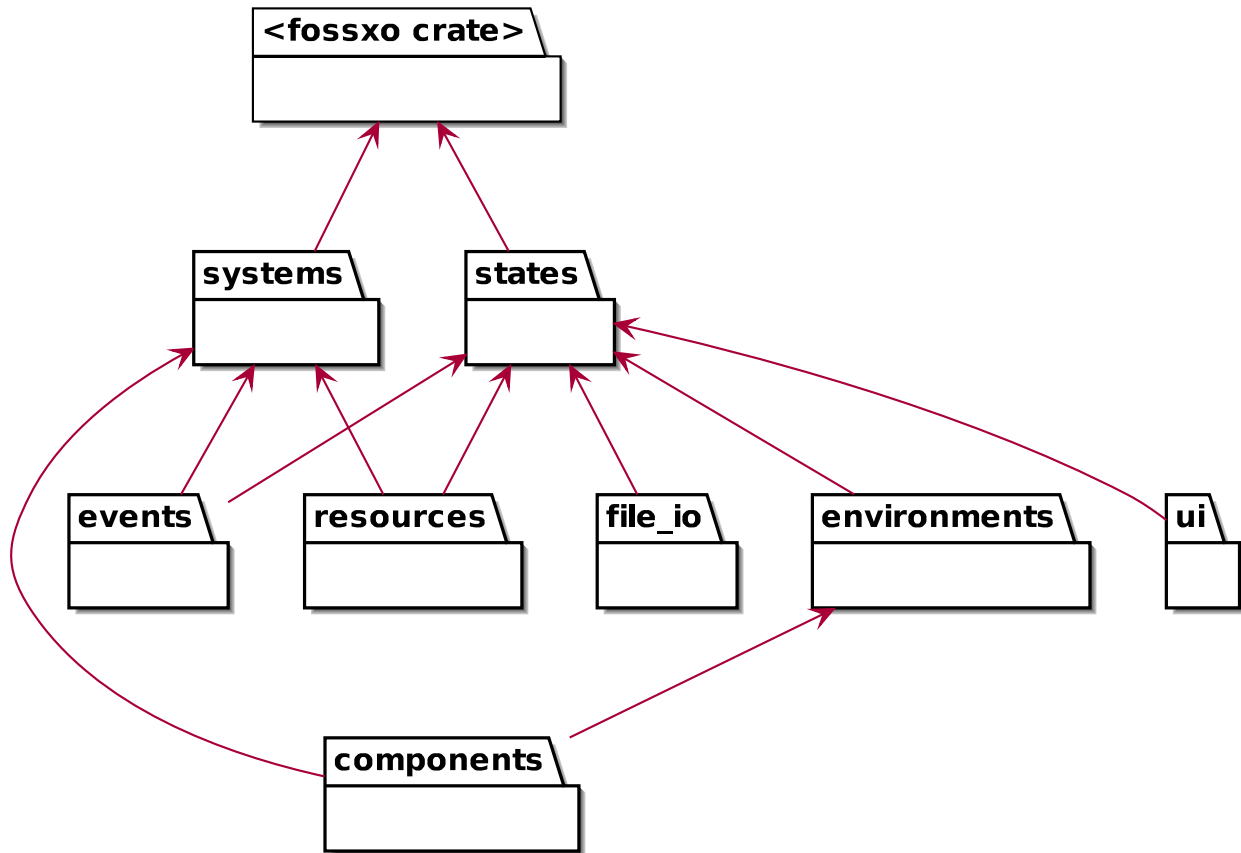 <fossxo crate>
systems
states
events
resources
file_io
environments
ui
components